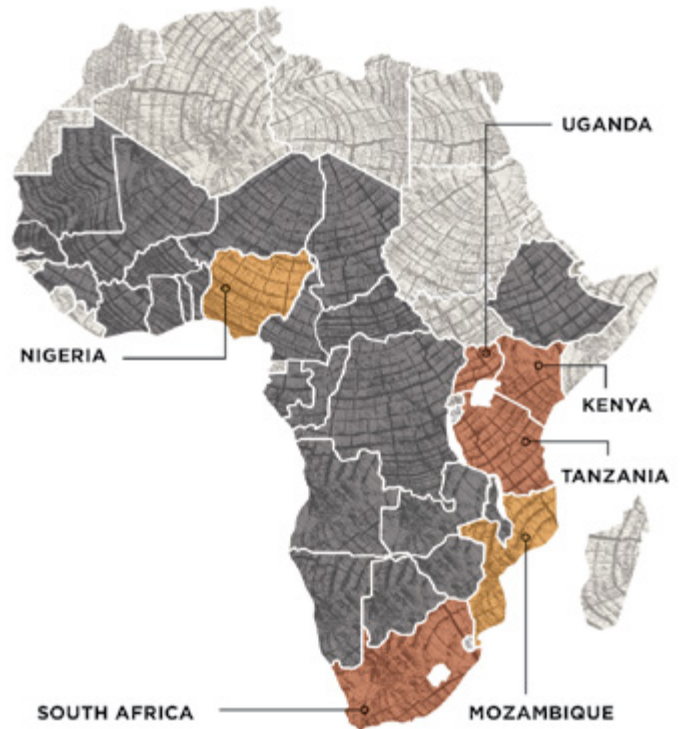 UGANDA
NIGERIA
KENYA
TANZANIA
SOUTH AFRICA
MOZAMBIQUE